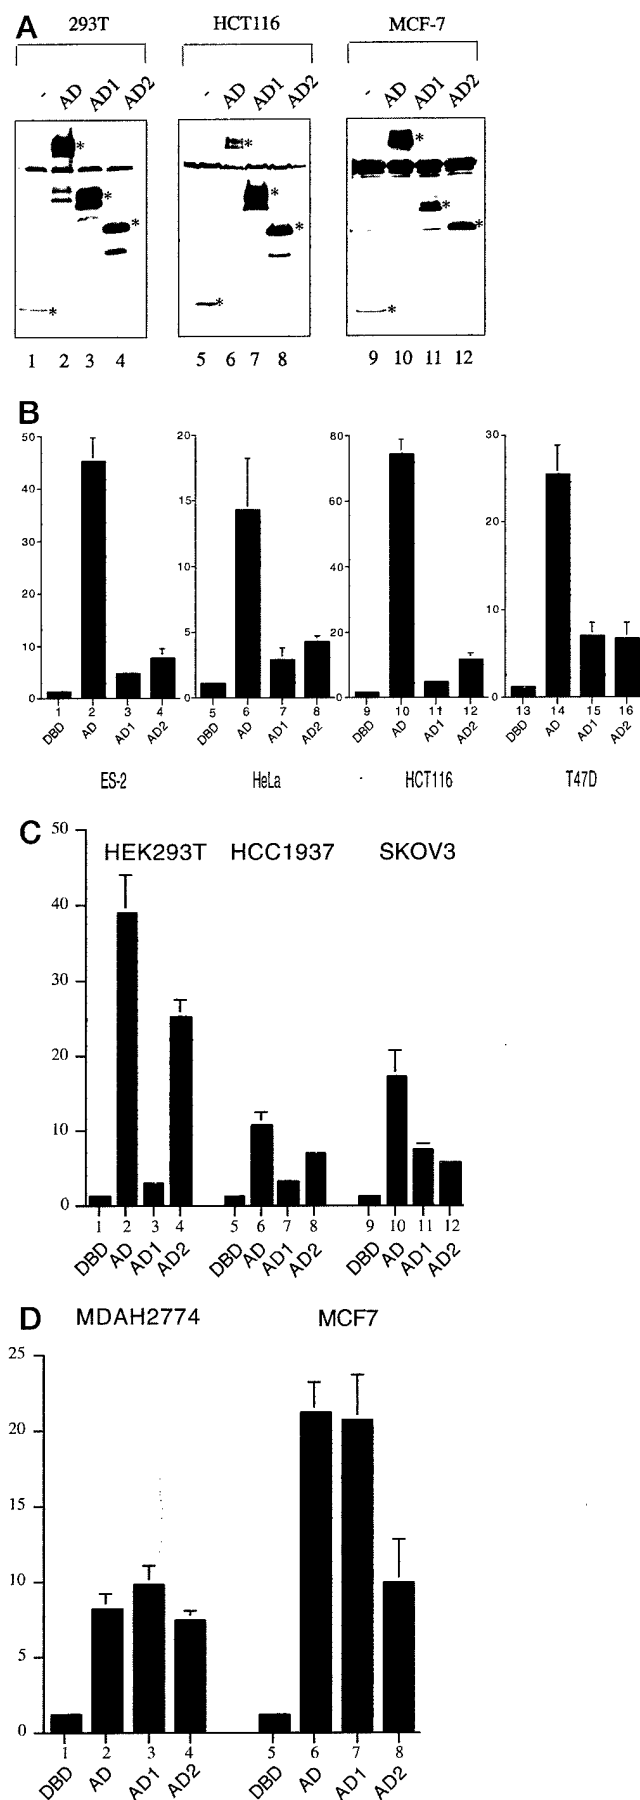 A 293T HCT116 MCF-7
- AD AD1 AD2 - AD AD1 AD2 - AD AD1 AD2
* * *
* * *
* * *
* * *
1 2 3 4 5 6 7 8 9 10 11 12
B
50 20 80 30
40 15 60 20
30 10 40 10
20 5 20 0
10 0 0
0
1 2 3 4 5 6 7 8 9 10 11 12 13 14 15 16
DBD AD AD1 AD2 DBD AD AD1 AD2 DBD AD AD1 AD2 DBD AD AD1 AD2
ES-2 HeLa HCT116 T47D
C
50
HEK293T HCC1937 SKOV3
40
30
20
10
0
1 2 3 4 5 6 7 8 9 10 11 12
DBD AD AD1 AD2 DBD AD AD1 AD2 DBD AD AD1 AD2
D MDAH2774 MCF7
25
20
15
10
5
0
1 2 3 4 5 6 7 8
DBD AD AD1 AD2 DBD AD AD1 AD2